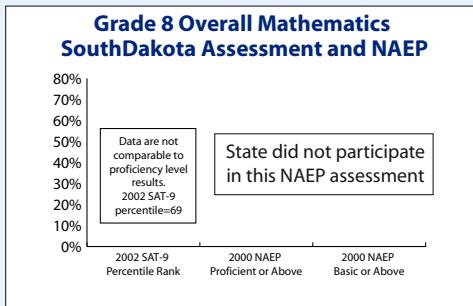 Grade 8 Overall Mathematics
SouthDakota Assessment and NAEP
80%
70%
60%
50%
40%
30%
20%
10%
0%
Data are not
comparable to
proficiency level
results.
2002 SAT-9
percentile=69
State did not participate
in this NAEP assessment
2002 SAT-9
Percentile Rank
2000 NAEP
Proficient or Above
2000 NAEP
Basic or Above